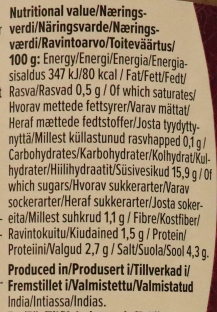 Nutritional value/Nærings-
verdi/Näringsvarde/Nærings-
værdi/Ravintoarvo/Toiteväärtus/
100 g: Energy/Energi/Energia/Energia-
sisaldus 347 kJ/80 kcal / Fat/Fett/Fedt/
Rasva/Rasvad 0,5 g / Of which saturates/
Hvorav mettede fettsyrer/Varav mättat/
Heraf mættede fedtstoffer/Josta tyydytty-
nyttä/Millest küllastunud rasvhapped 0,1 g/
Carbohydrates/Karbohydrater/Kolhydrat/Kul-
hydrater/Hiilihydraatit/Süsivesikud 15,9 g/Of
which sugars/Hvorav sukkerarter/Varav
sockerarter/Heraf sukkerarter/Josta soker-
eita/Millest suhkrud 1,1 g / Fibre/Kostfiber/
Ravintokuitu/Kiudained 1,5 g / Protein/
Proteiini/Valgud 2,7 g / Salt/Suola/Sool 4,3 g.
Produced in/Produsert i/Tillverkad i/
Fremstillet i/Valmistettu/Valmistatud
India/Intiassa/Indias.